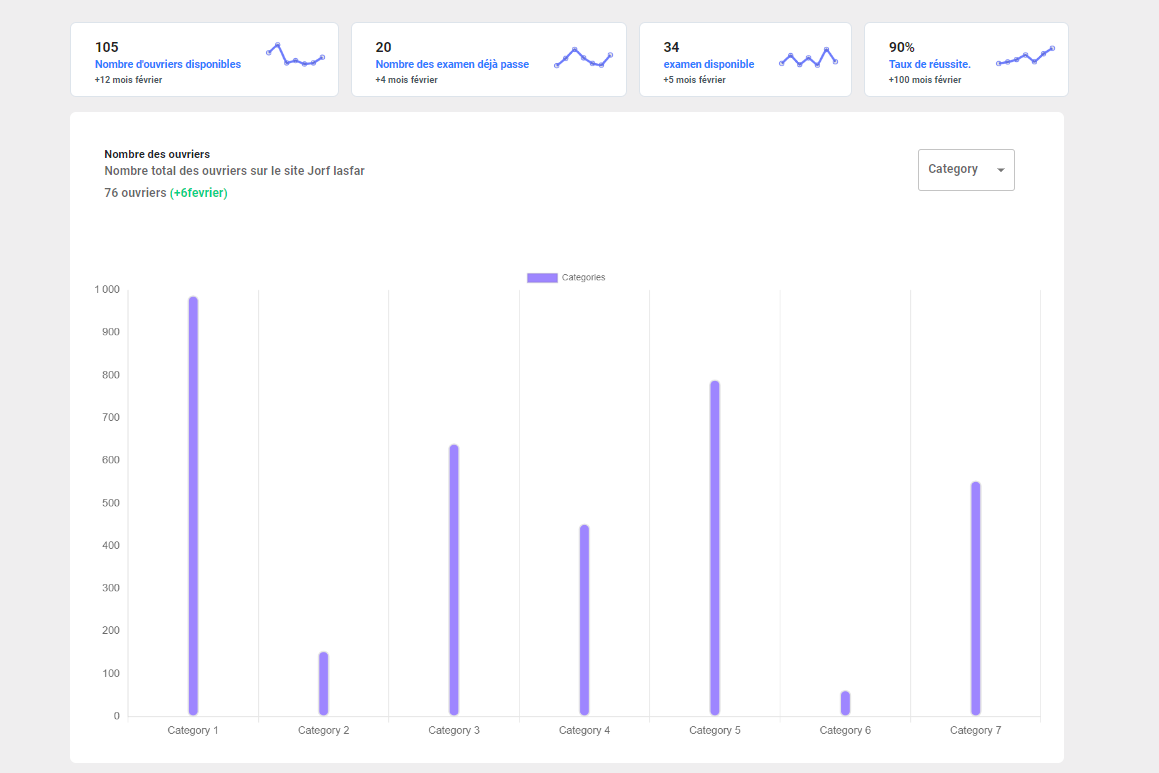 105
Nombre d'ouvriers disponibles
+12 mois février
20
Nombre des examen déjà passe
+4 mois février
34
examen disponible
+5 mois février
90%
Taux de réussite.
+100 mois février
Nombre des ouvriers
Nombre total des ouvriers sur le site Jorf lasfar
76 ouvriers (+6fevrier)
Category
Categories
1 000
900
800
700
600
500
400
300
200
100
0
Category 1 Category 2 Category 3 Category 4 Category 5 Category 6 Category 7